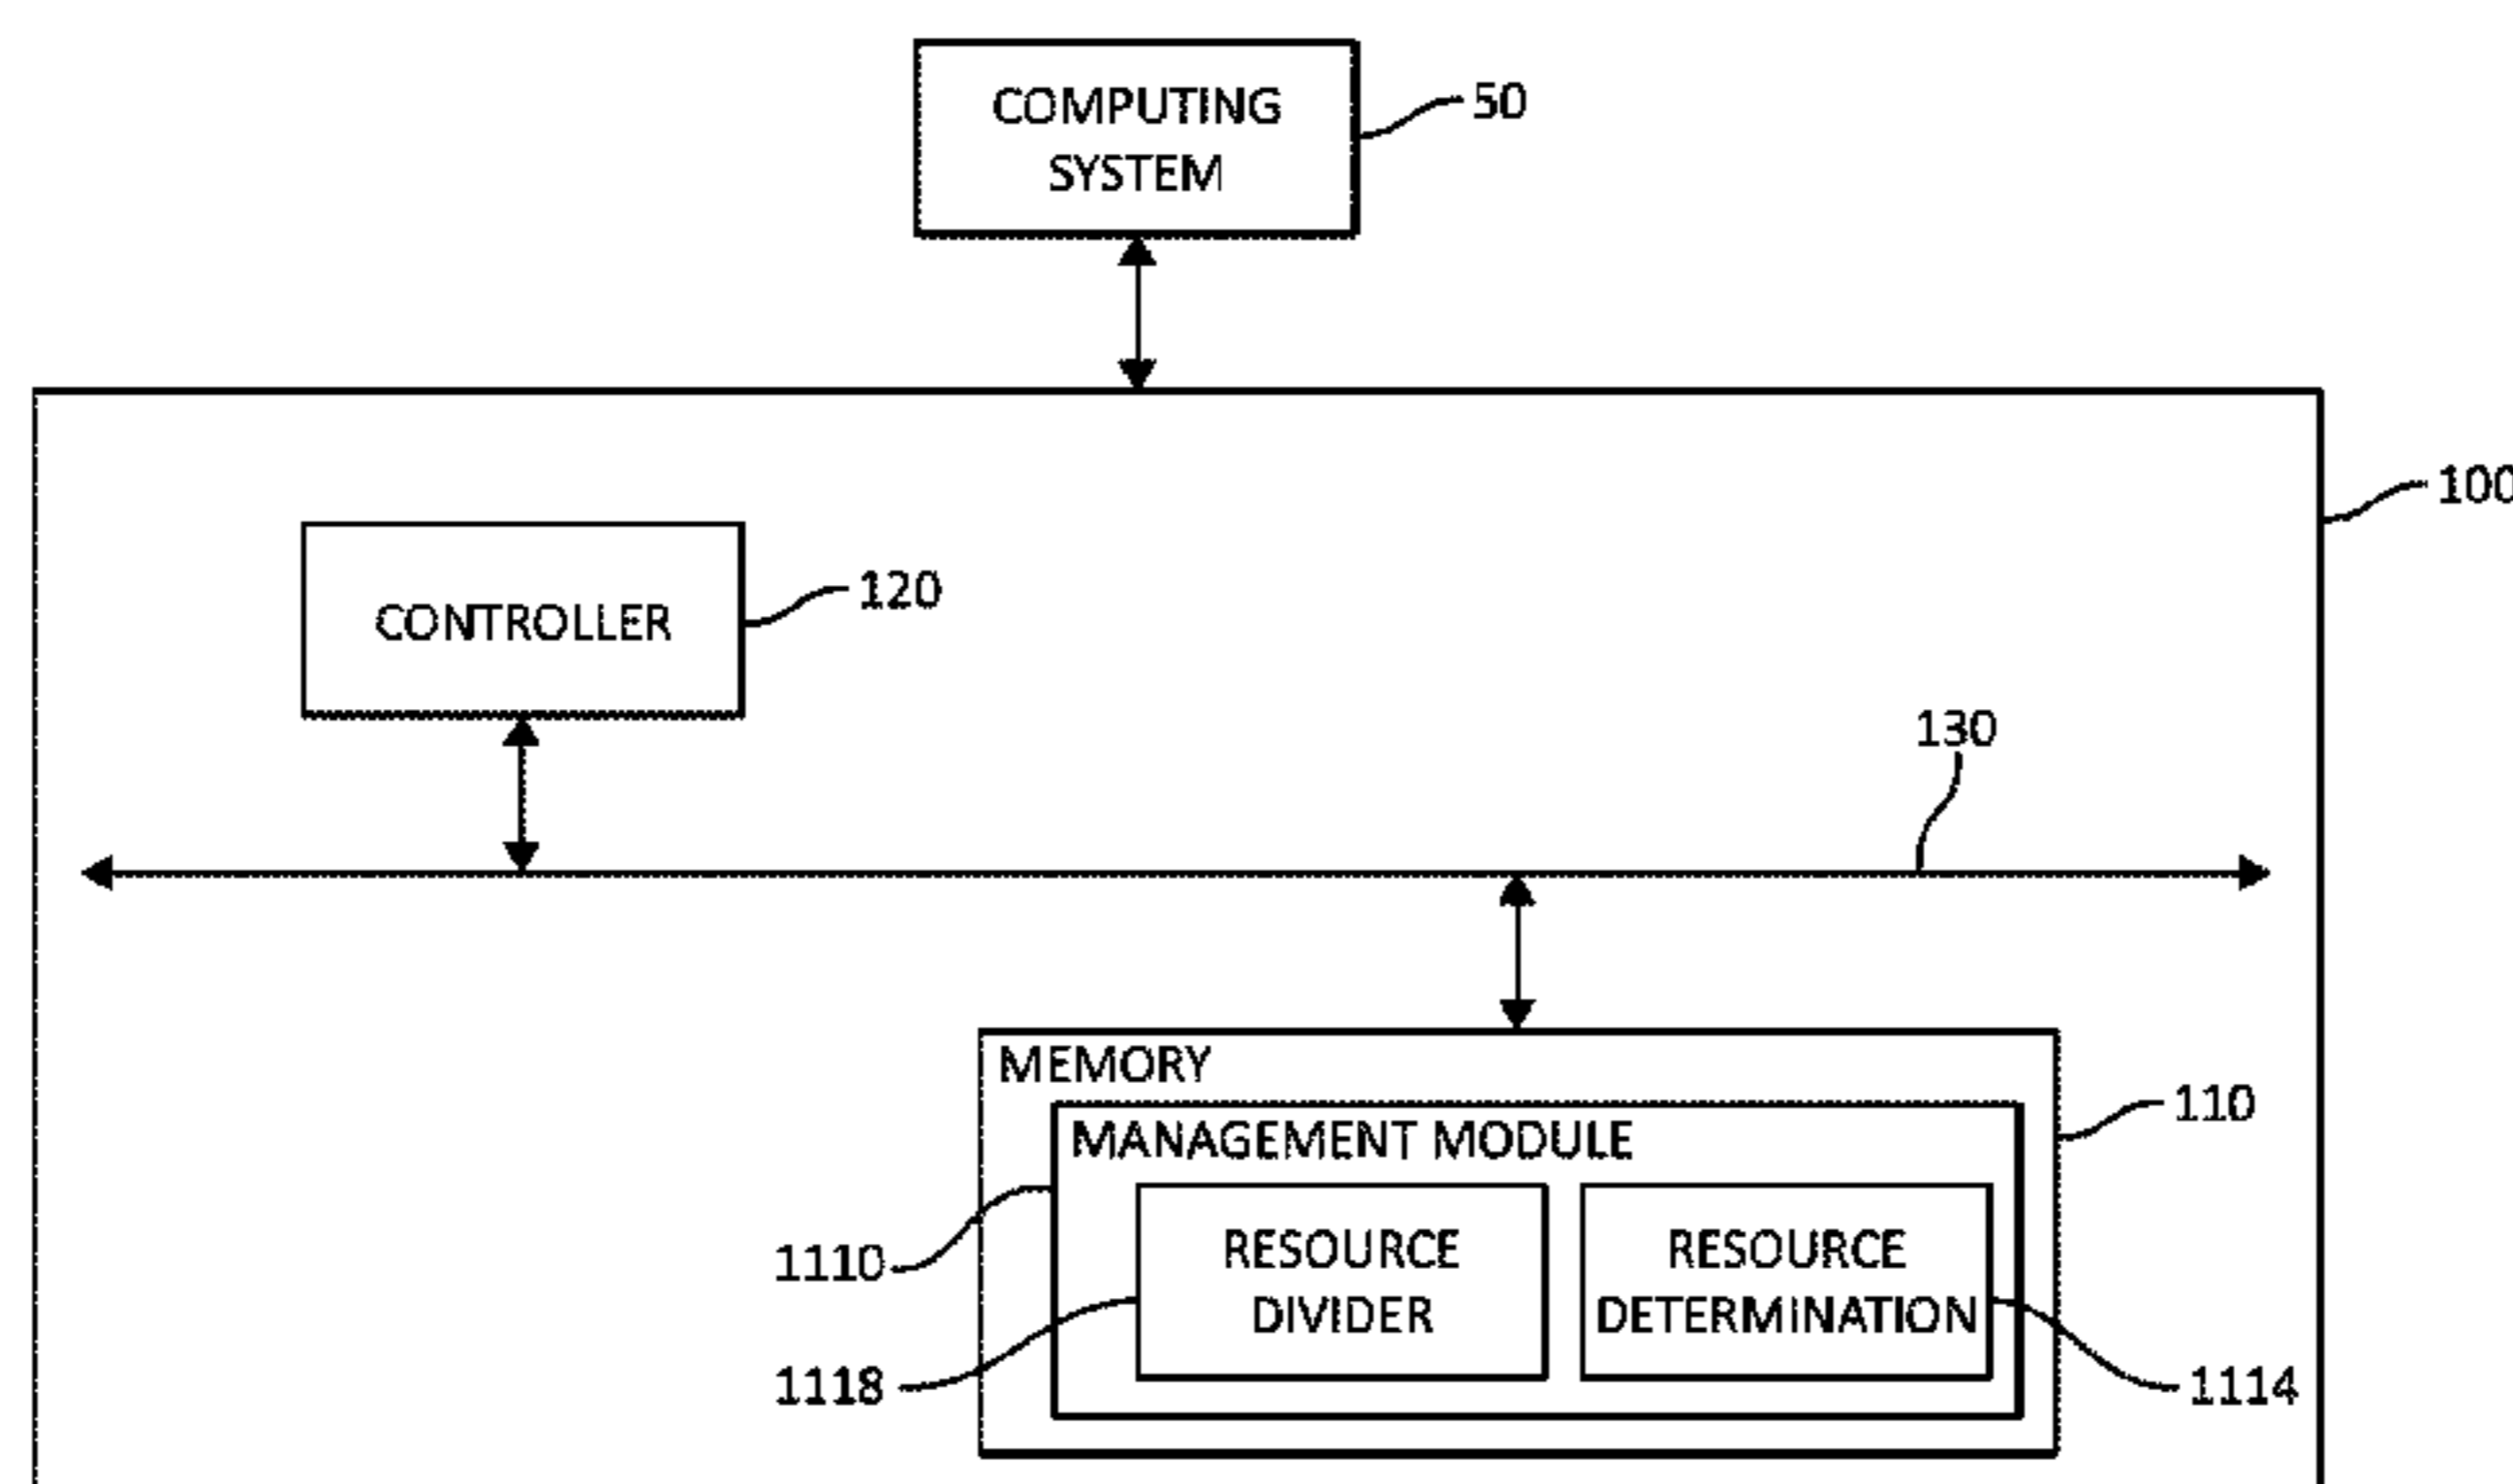 COMPUTING
SYSTEM
50
100
CONTROLLER
120
130
MEMORY
110
MANAGEMENT MODULE
1110
RESOURCE
DIVIDER
RESOURCE
DETERMINATION
1118
1114